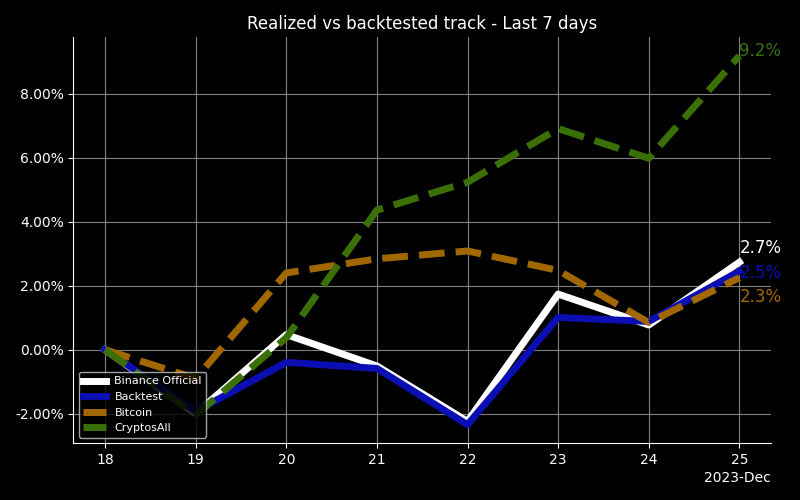 Realized vs backtested track - Last 7 days
9.2%
8.00%
6.00%
4.00%
2.7%
2.5%
2.00%
2.3%
0.00%
Binance Official
Backtest
Bitcoin
CryptosAll
-2.00%
18 19 20 21 22 23 24 25
2023-Dec